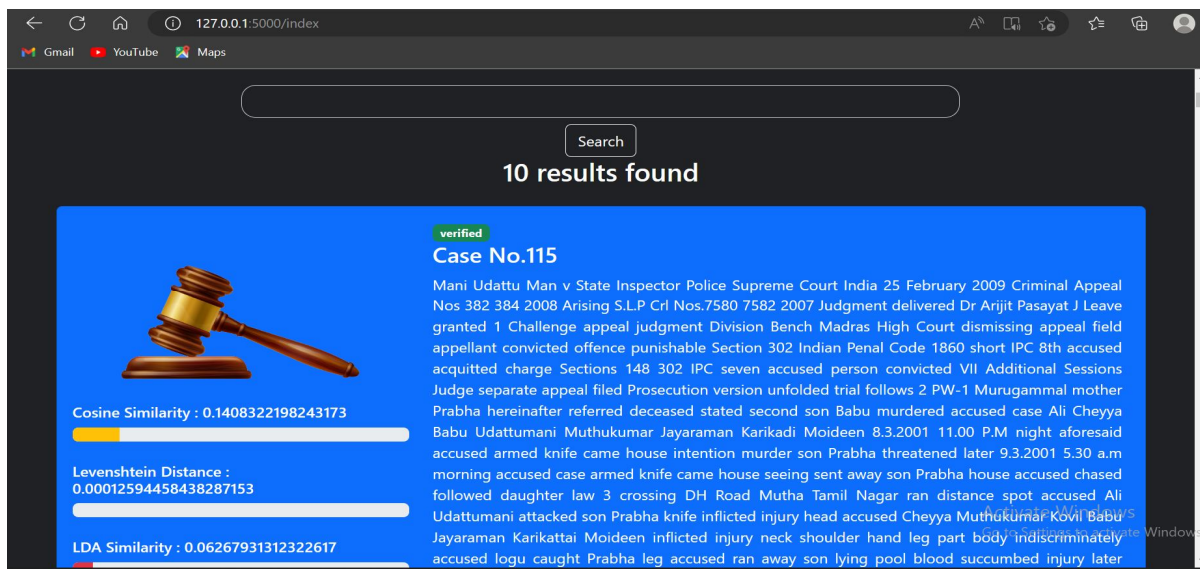 127.0.0.1:5000/index
Gmail YouTube Maps
Search
10 results found
verified
Case No.115
Mani Udattu Man v State Inspector Police Supreme Court India 25 February 2009 Criminal Appeal
Nos 382 384 2008 Arising S.L.P Crl Nos.7580 7582 2007 Judgment delivered Dr Arijit Pasayat J Leave
granted 1 Challenge appeal judgment Division Bench Madras High Court dismissing appeal field
appellant convicted offence punishable Section 302 Indian Penal Code 1860 short IPC 8th accused
acquitted charge Sections 148 302 IPC seven accused person convicted VII Additional Sessions
Judge separate appeal filed Prosecution version unfolded trial follows 2 PW-1 Murugammal mother
Prabha hereinafter referred deceased stated second son Babu murdered accused case Ali Cheyya
Babu Udattumani Muthukumar Jayaraman Karikadi Moideen 8.3.2001 11.00 P.M night aforesaid
accused armed knife came house intention murder son Prabha threatened later 9.3.2001 5.30 a.m
morning accused case armed knife came house seeing sent away son Prabha house accused chased
followed daughter law 3 crossing DH Road Mutha Tamil Nagar ran distance spot accused Ali
Udattumani attacked son Prabha knife inflicted injury head accused Cheyya Muthukumar Kovil Babu
Jayaraman Karikattai Moideen inflicted injury neck shoulder hand leg part body indiscriminately
accused logu caught Prabha leg accused ran away son lying pool blood succumbed injury later
Cosine Similarity : 0.1408322198243173
Levenshtein Distance :
0.00012594458438287153
LDA Similarity : 0.06267931312322617
Activate Windows
Go to Settings to activate Windows